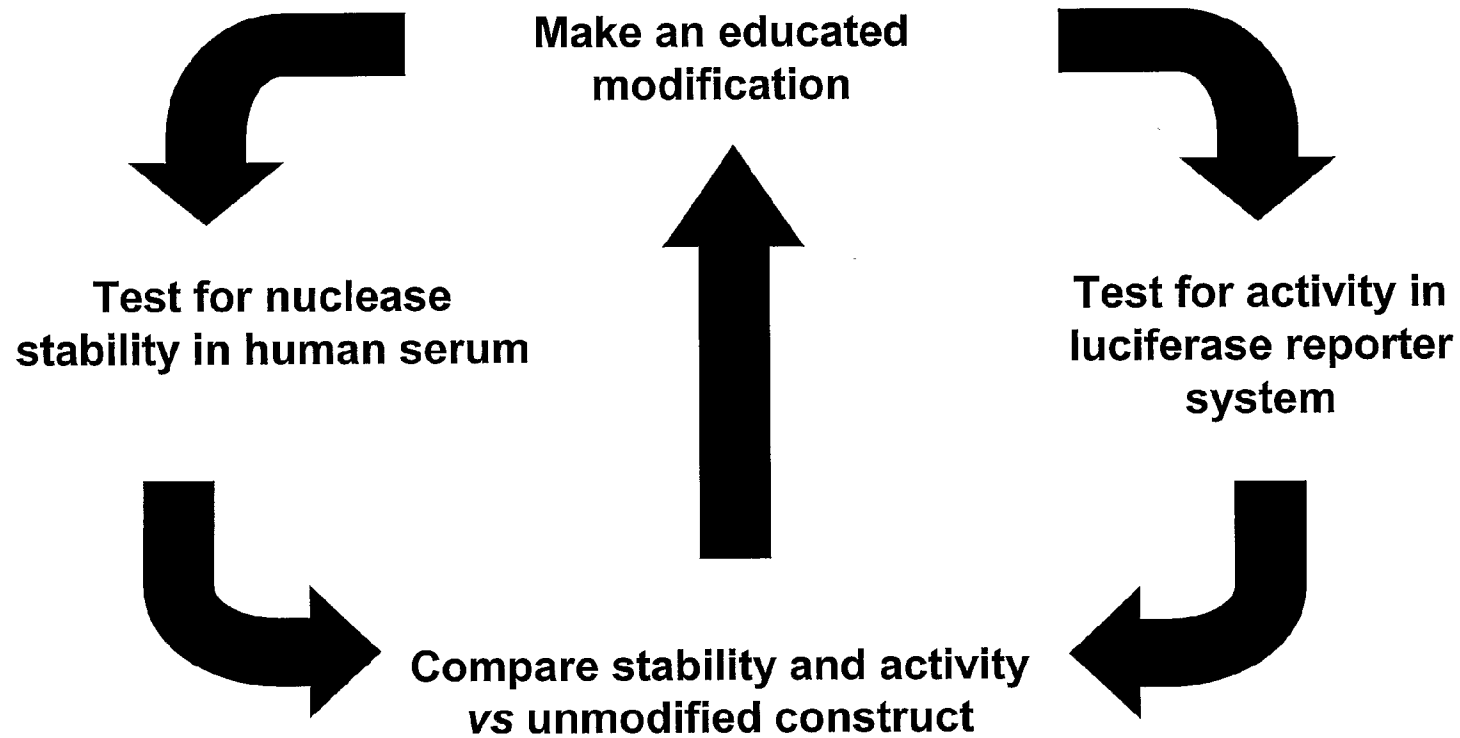 Make an educated
modification
Test for nuclease
stability in human serum
Test for activity in
luciferase reporter
system
Compare stability and activity
vs unmodified construct